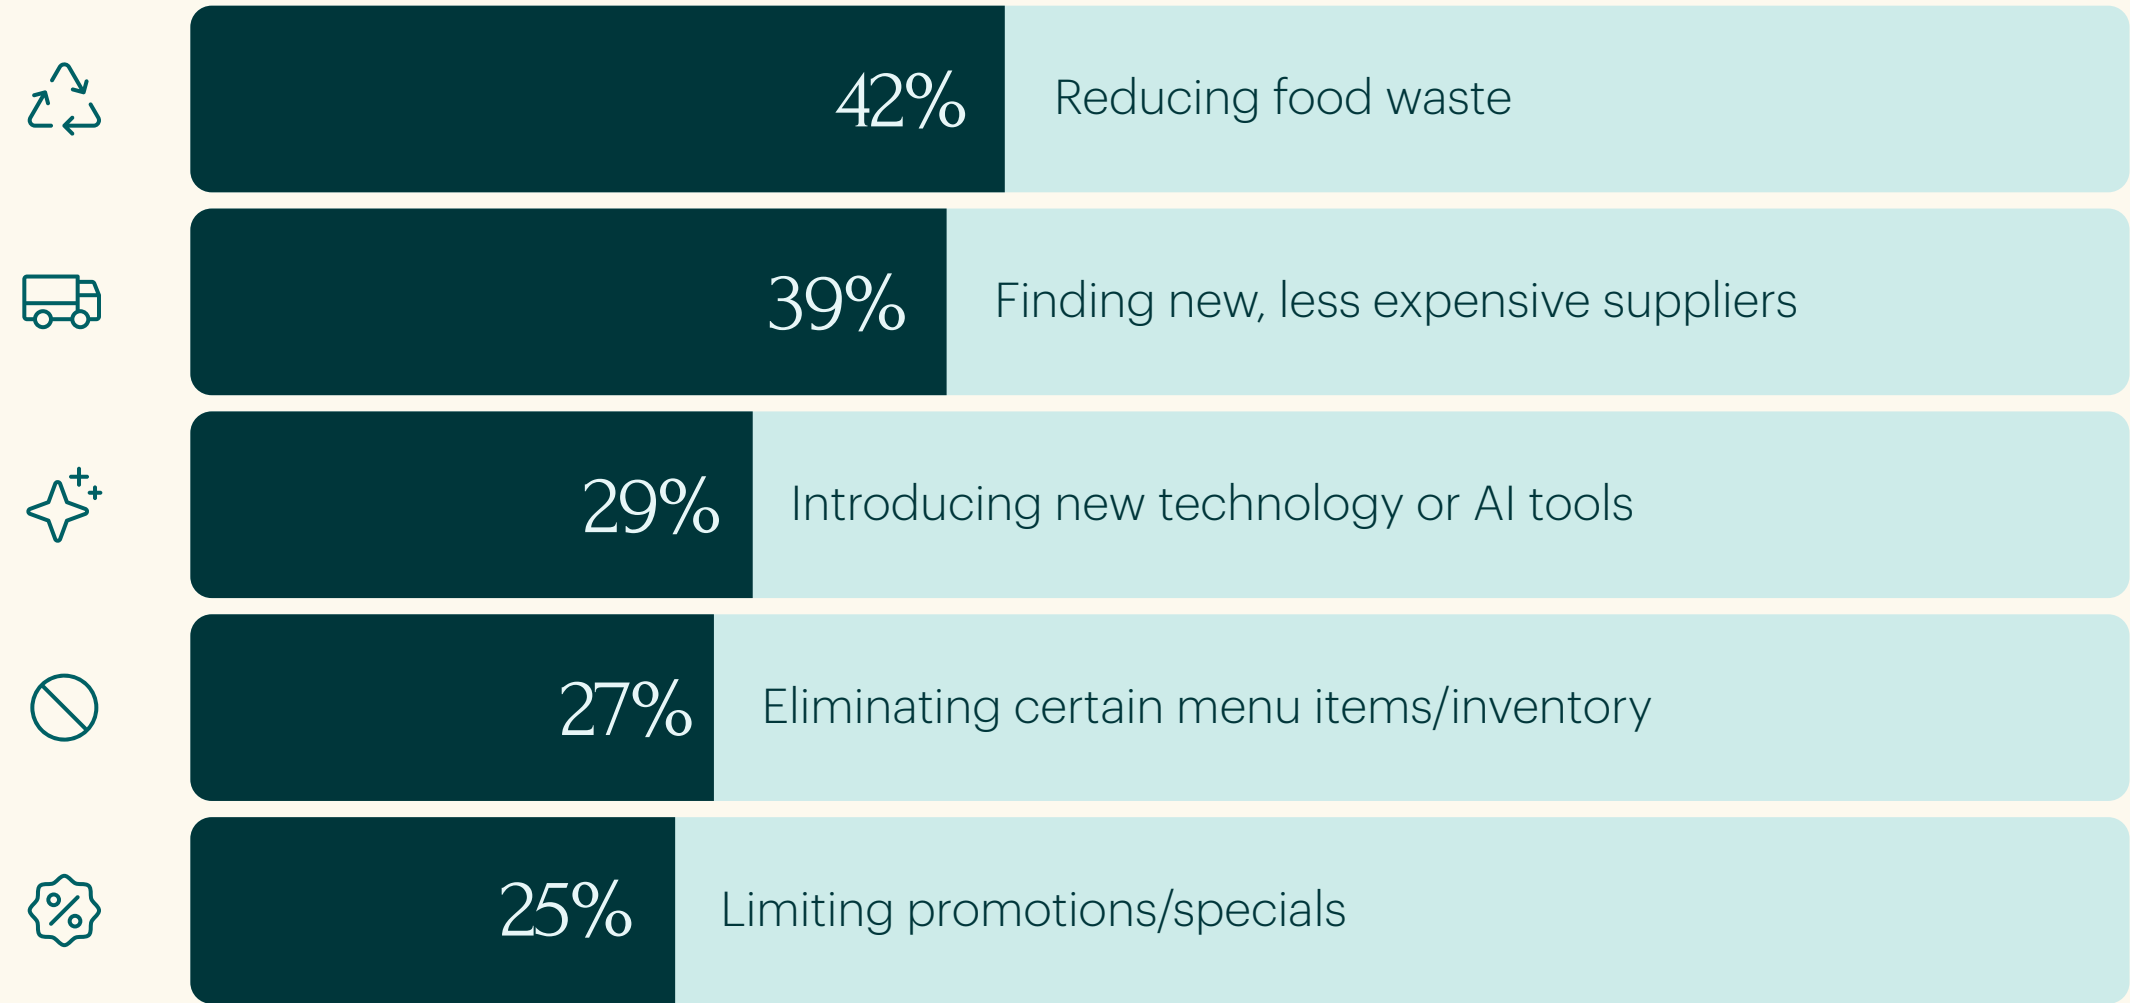 42% Reducing food waste
39% Finding new, less expensive suppliers
29% Introducing new technology or AI tools
27% Eliminating certain menu items/inventory
25% Limiting promotions/specials